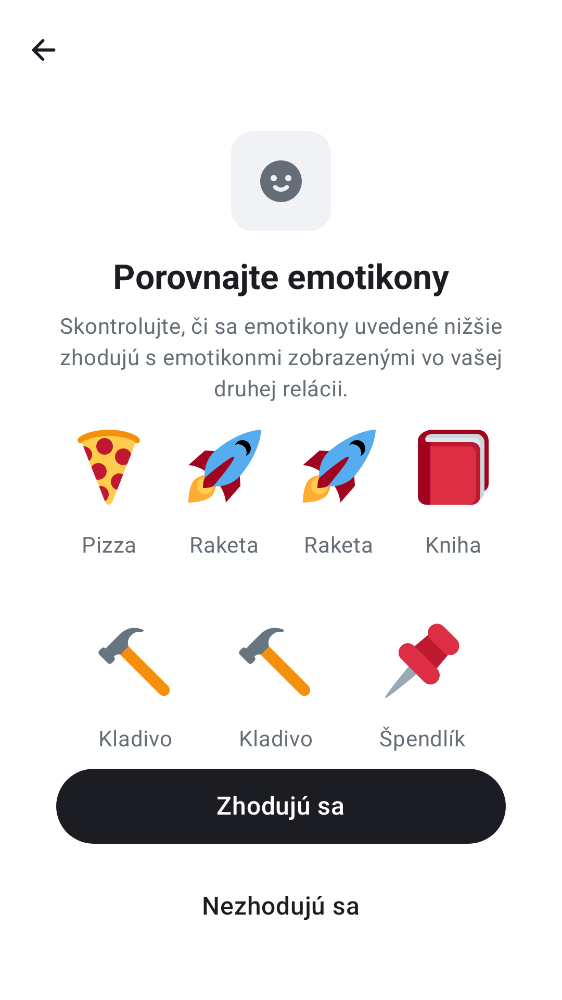 Porovnajte emotikony
Skontrolujte, či sa emotikony uvedené nižšie
zhodujú s emotikonmi zobrazenými vo vašej
druhej relácii.
Pizza Raketa Raketa Kniha
Kladivo Kladivo Špendlík
Zhodujú sa
Nezhodujú sa